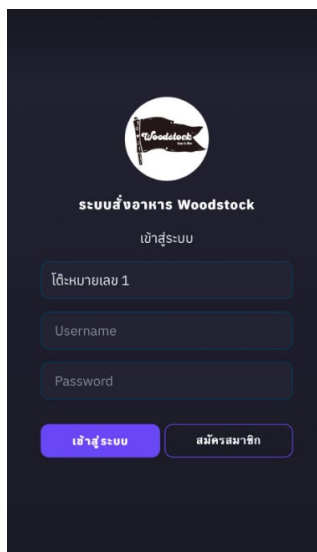 Woodstock
ระบบสั่งอาหาร Woodstock
เข้าสู่ระบบ
โต๊ะหมายเลข 1
Username
Password
เข้าสู่ระบบ
สมัครสมาชิก